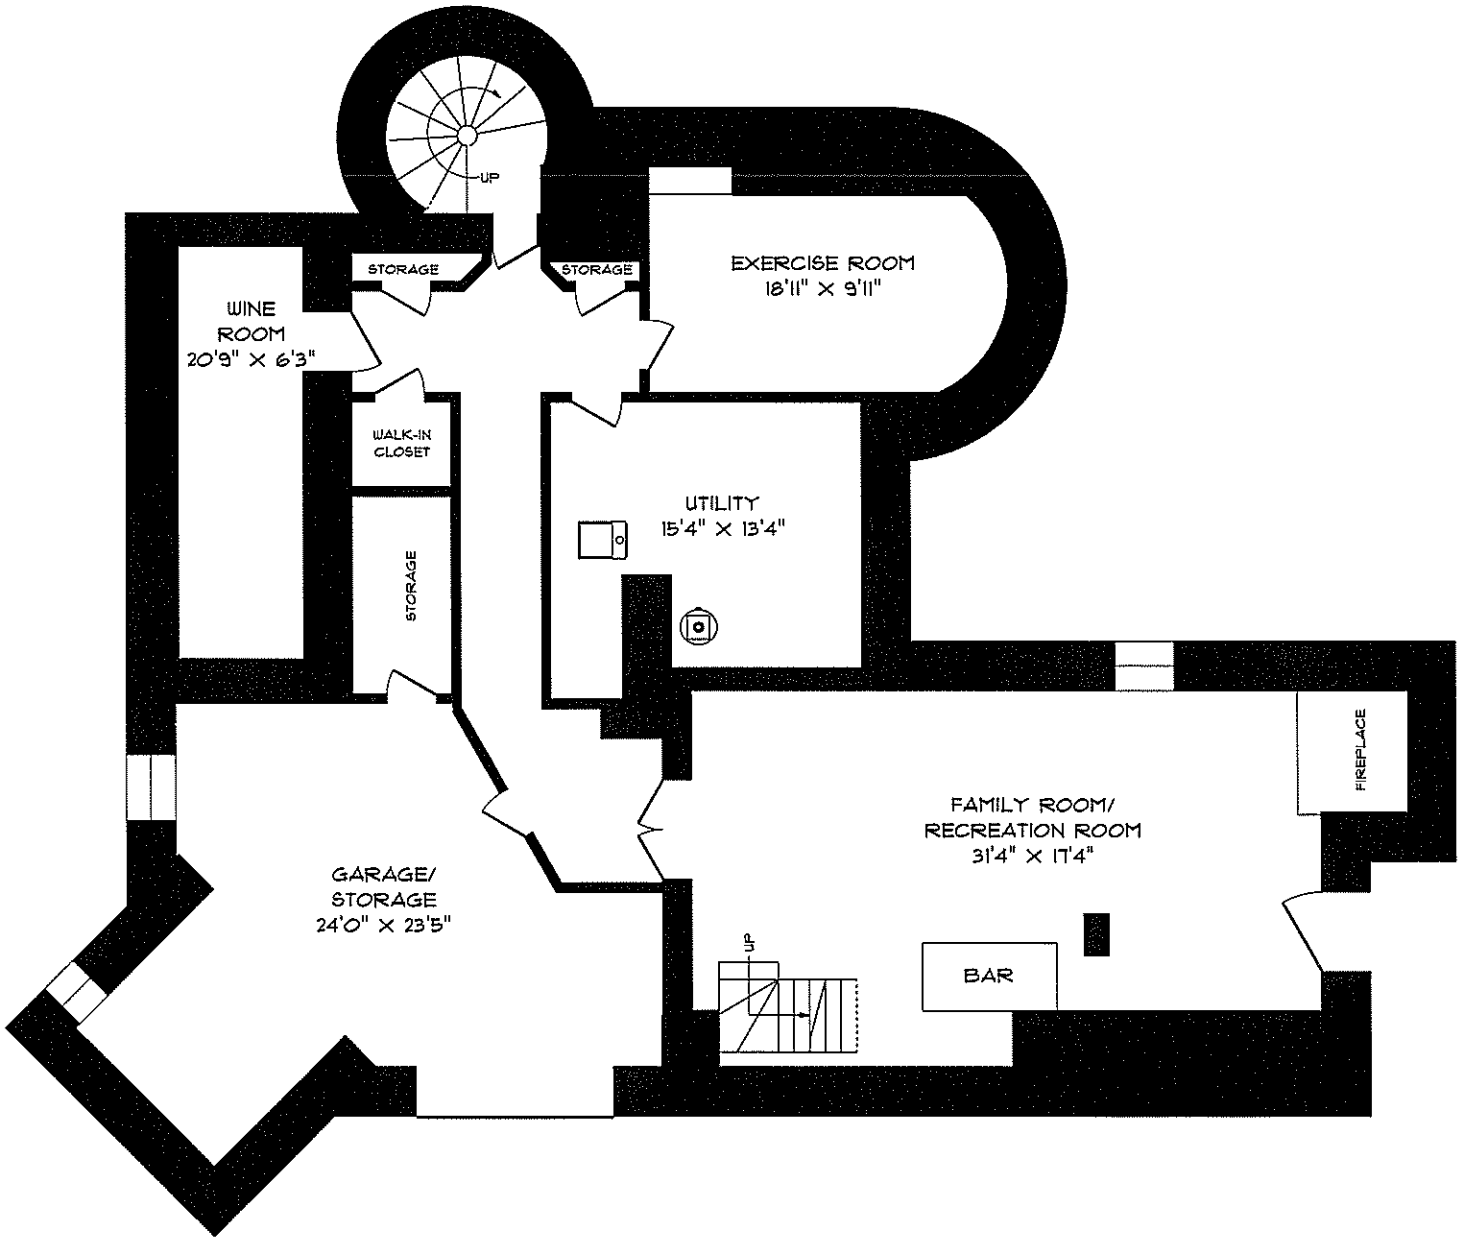 UP
STORAGE
STORAGE
EXERCISE ROOM
18'11" X 9'11"
WINE
ROOM
20'9" X 6'3"
WALK-IN
CLOSET
UTILITY
15'4" X 13'4"
STORAGE
FIREPLACE
FAMILY ROOM/
RECREATION ROOM
31'4" X 17'4"
GARAGE/
STORAGE
24'0" X 23'5"
UP
BAR